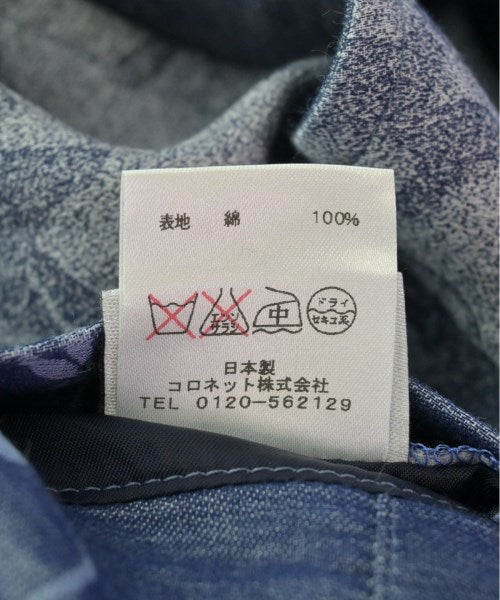 表地 綿 100%
エンソ サラシ 中 ドライ セキユ系
日本製
コロネット株式会社
TEL 0120-562129